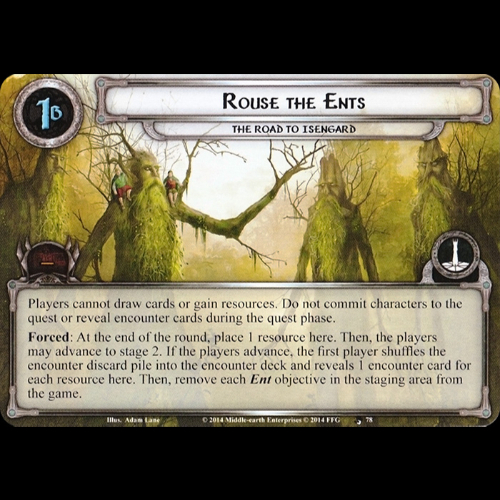 1B
ROUSE THE ENTS
THE ROAD TO ISENGARD
Players cannot draw cards or gain resources. Do not commit characters to the
quest or reveal encounter cards during the quest phase.
Forced: At the end of the round, place 1 resource here. Then, the players
may advance to stage 2. If the players advance, the first player shuffles the
encounter discard pile into the encounter deck and reveals 1 encounter card for
each resource here. Then, remove each Ent objective in the staging area from
the game.
Illus. Adam Lane
© 2014 Middle-earth Enterprises © 2014 FFG
78